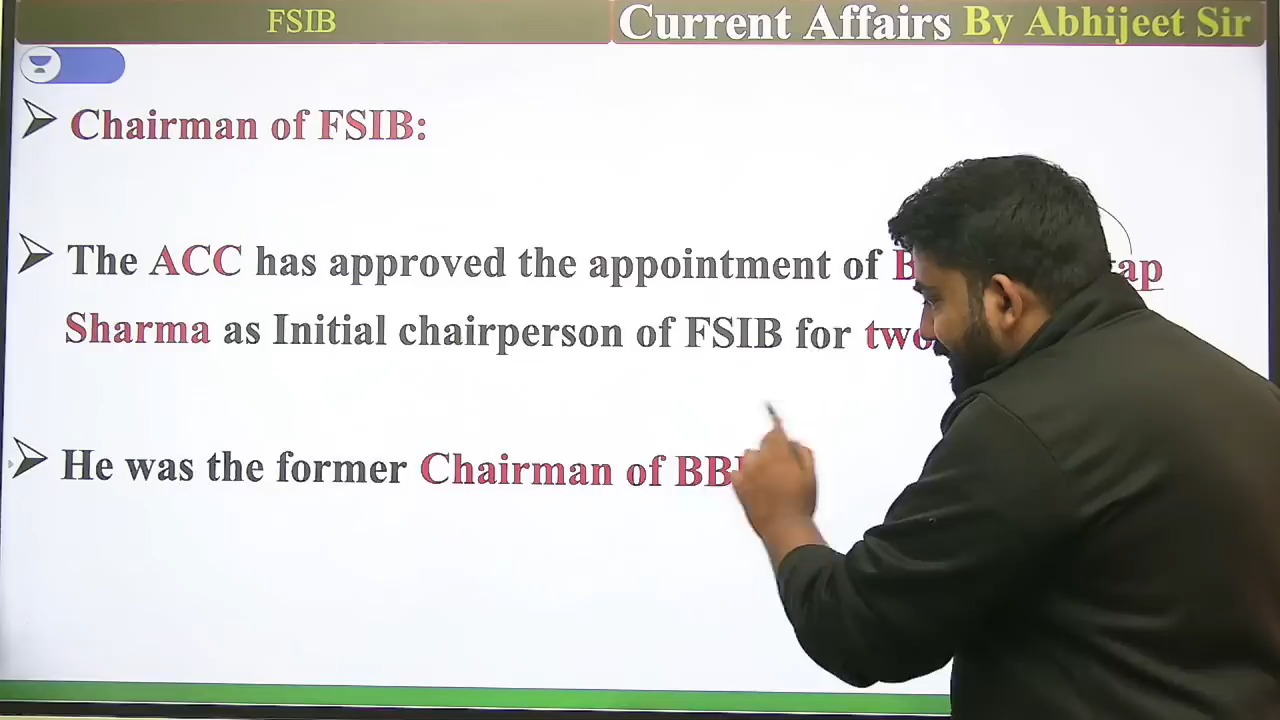 FSIB
Current Affairs By Abhijeet Sir
Chairman of FSIB:
The ACC has approved the appointment of
Sharma as Initial chairperson of FSIB for two
He was the former Chairman of